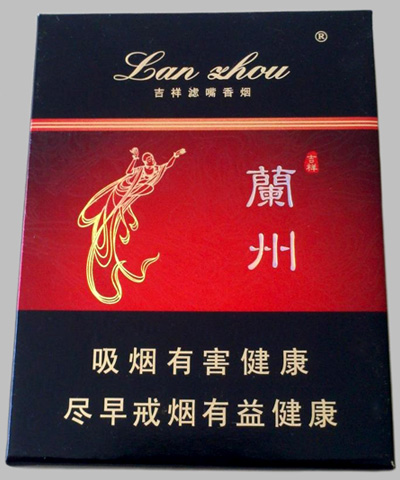 Lan zhou
®
吉祥滤嘴香烟
蘭州
吉祥
吸烟有害健康
尽早戒烟有益健康